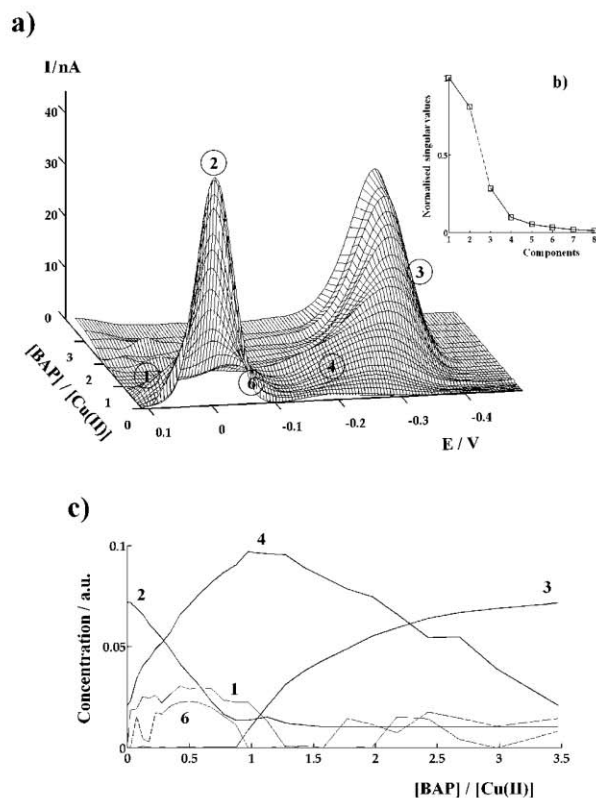 a)
I/nA
40
30
20
10
0
[BAP] / [Cu(II)]
3
2
1
0
0.1
0
-0.1
-0.2
-0.3
-0.4
E / V
2
3
1
6
4
b)
Normalised singular values
1
0.5
1 2 3 4 5 6 7 8
Components
c)
Concentration / a.u.
0.1
0.05
0
4
2
3
1
6
0 0.5 1 1.5 2 2.5 3 3.5
[BAP] / [Cu(II)]